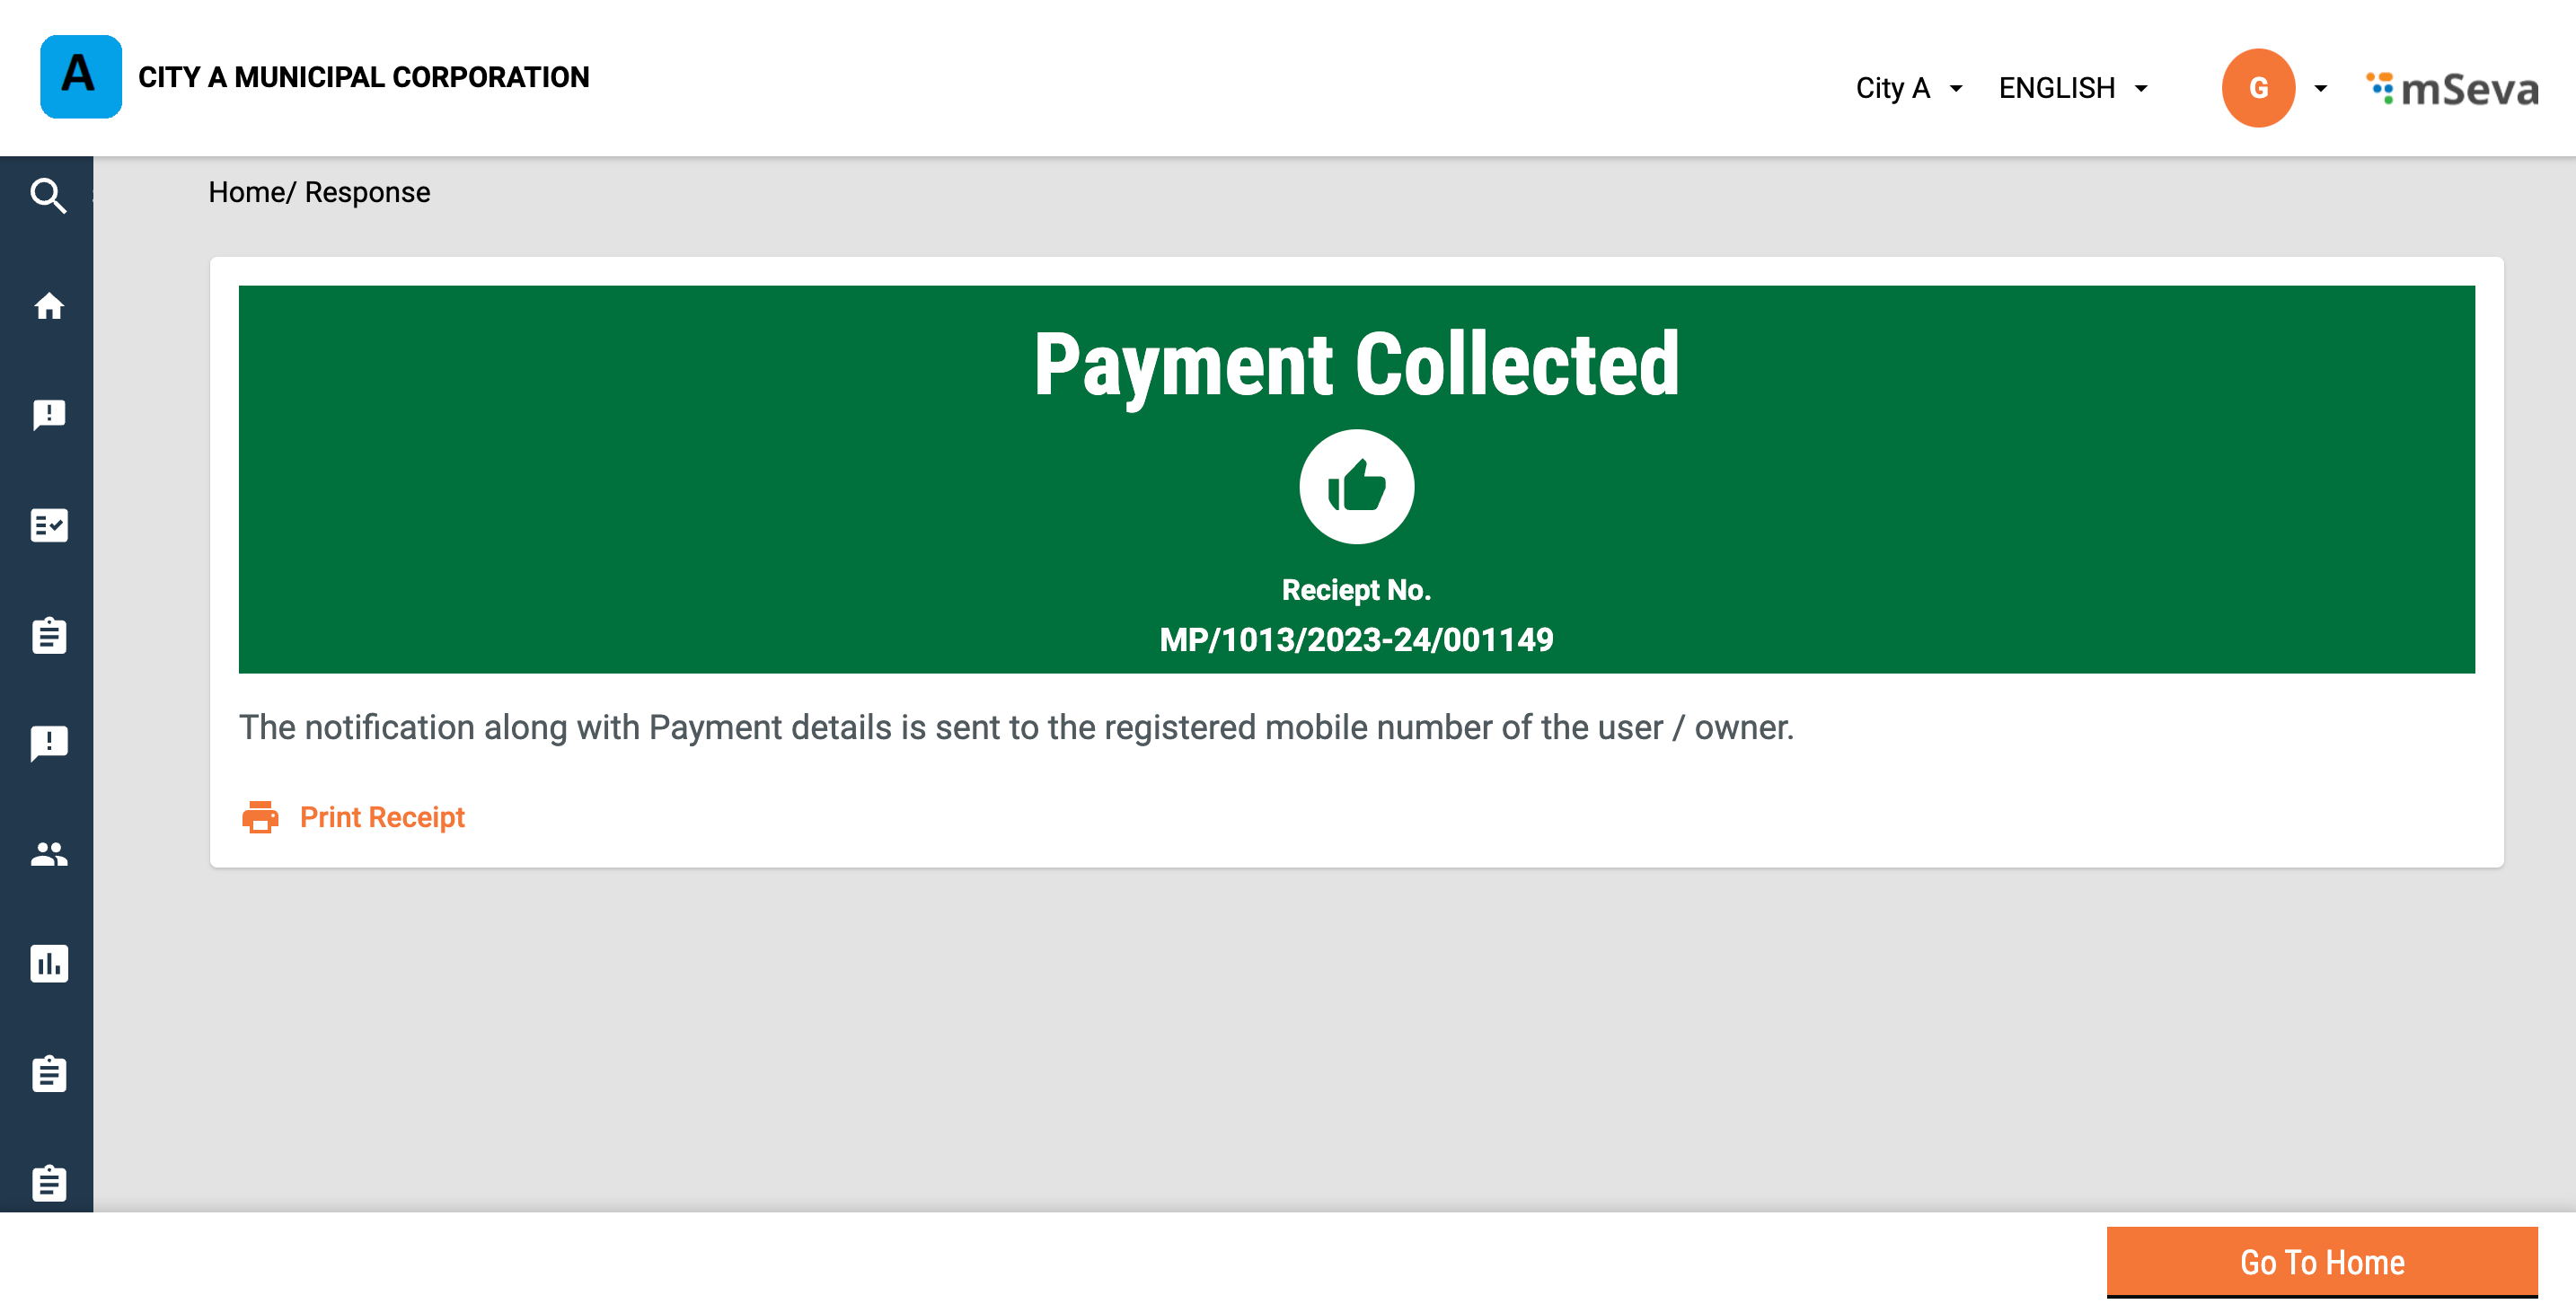 A
CITY A MUNICIPAL CORPORATION
City A
ENGLISH
G
mSeva
Home/ Response
Payment Collected
Reciept No.
MP/1013/2023-24/001149
The notification along with Payment details is sent to the registered mobile number of the user / owner.
Print Receipt
Go To Home